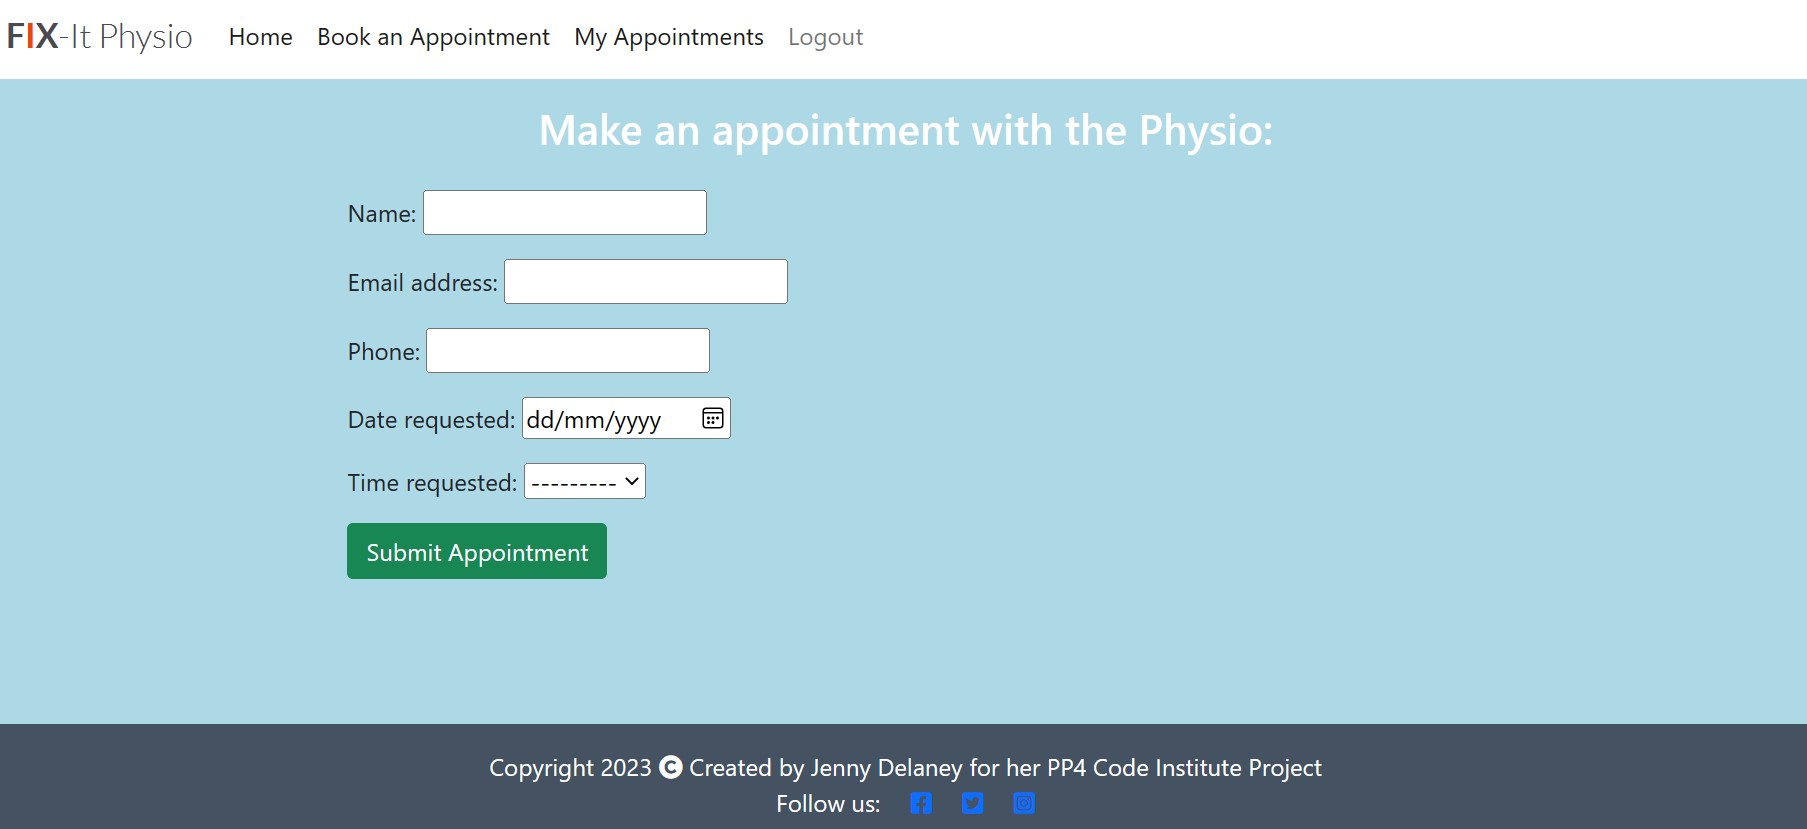 FIX-It Physio Home Book an Appointment My Appointments Logout
Make an appointment with the Physio:
Name:
Email address:
Phone:
Date requested: dd/mm/yyyy
Time requested: ---------
Submit Appointment
Copyright 2023 © Created by Jenny Delaney for her PP4 Code Institute Project
Follow us: